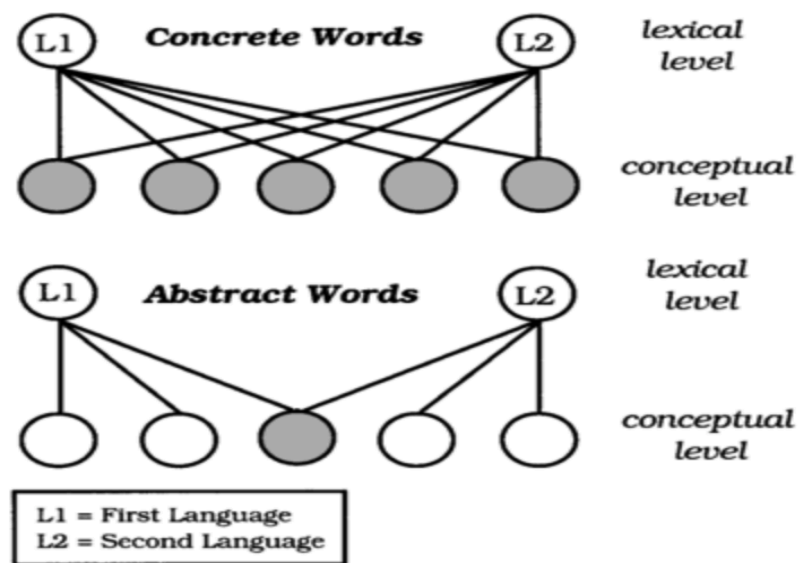 L1 Concrete Words L2 lexical
level
conceptual
level
L1 Abstract Words L2 lexical
level
conceptual
level
L1 = First Language
L2 = Second Language